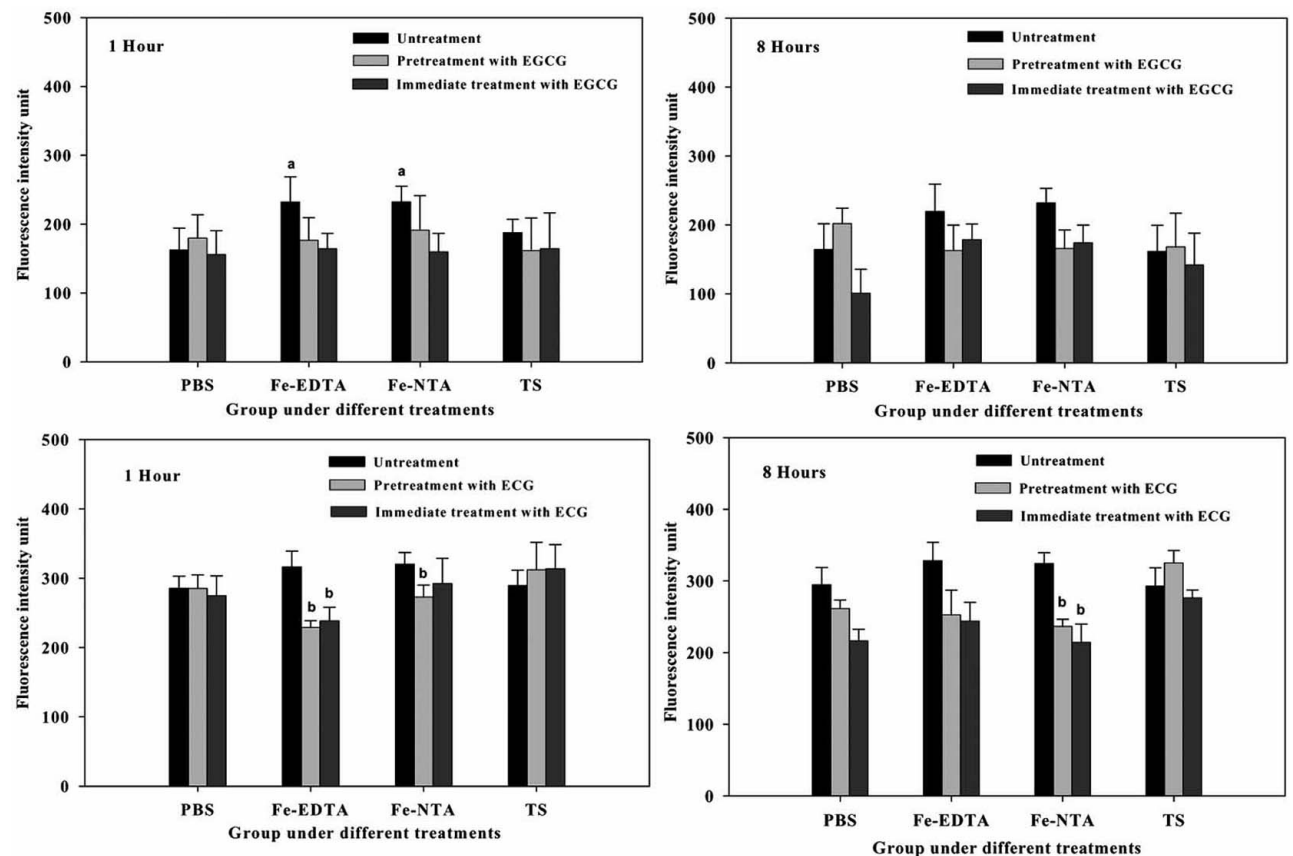 1 Hour
Untreatment
Pretreatment with EGCG
Immediate treatment with EGCG
Fluorescence intensity unit
500
400
300
200
100
0
a
a
PBS Fe-EDTA Fe-NTA TS
Group under different treatments
8 Hours
Untreatment
Pretreatment with EGCG
Immediate treatment with EGCG
Fluorescence intensity unit
500
400
300
200
100
0
PBS Fe-EDTA Fe-NTA TS
Group under different treatments
1 Hour
Untreatment
Pretreatment with ECG
Immediate treatment with ECG
Fluorescence intensity unit
500
400
300
200
100
0
b b
b
PBS Fe-EDTA Fe-NTA TS
Group under different treatments
8 Hours
Untreatment
Pretreatment with ECG
Immediate treatment with ECG
Fluorescence intensity unit
500
400
300
200
100
0
b b
PBS Fe-EDTA Fe-NTA TS
Group under different treatments